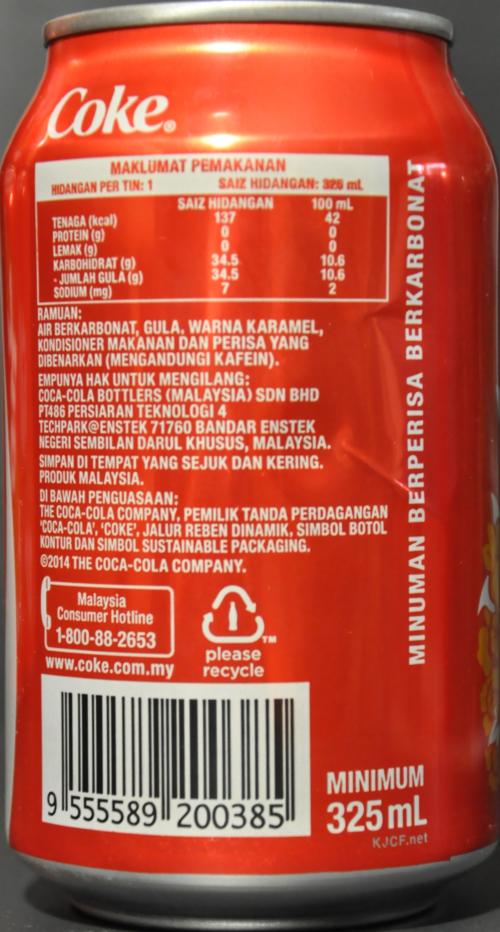 Coke®
MAKLUMAT PEMAKANAN
HIDANGAN PER TIN: 1 SAIZ HIDANGAN: 325 mL
SAIZ HIDANGAN 100 mL
TENAGA (kcal) 137 42
PROTEIN (g) 0 0
LEMAK (g) 0 0
KARBOHIDRAT (g) 34.5 10.6
- JUMLAH GULA (g) 34.5 10.6
SODIUM (mg) 7 2
RAMUAN:
AIR BERKARBONAT, GULA, WARNA KARAMEL,
KONDISIONER MAKANAN DAN PERISA YANG
DIBENARKAN (MENGANDUNGI KAFEIN).
EMPUNYA HAK UNTUK MENGILANG:
COCA-COLA BOTTLERS (MALAYSIA) SDN BHD
PT486 PERSIARAN TEKNOLOGI 4
TECHPARK@ENSTEK 71760 BANDAR ENSTEK
NEGERI SEMBILAN DARUL KHUSUS, MALAYSIA.
SIMPAN DI TEMPAT YANG SEJUK DAN KERING.
PRODUK MALAYSIA.
DI BAWAH PENGUASAAN:
THE COCA-COLA COMPANY, PEMILIK TANDA PERDAGANGAN
'COCA-COLA', 'COKE', JALUR REBEN DINAMIK, SIMBOL BOTOL
KONTUR DAN SIMBOL SUSTAINABLE PACKAGING.
©2014 THE COCA-COLA COMPANY.
Malaysia
Consumer Hotline
1-800-88-2653
www.coke.com.my
TM
please
recycle
9 555589 200385
MINUMAN BERPERISA BERKARBONAT
MINIMUM
325 mL
KJCF.net